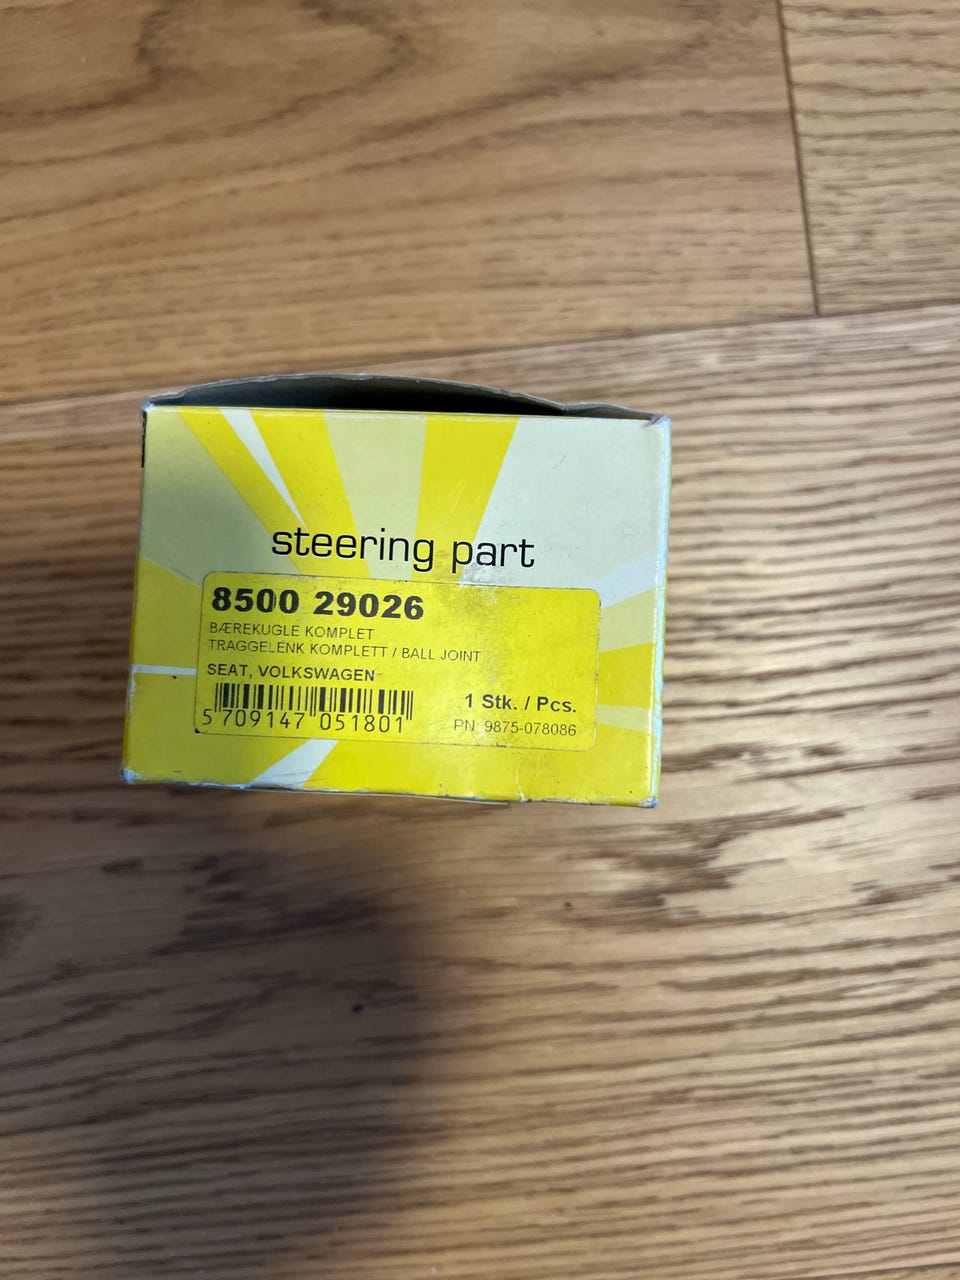 steering part
8500 29026
BÆREKUGLE KOMPLET
TRAGGELENK KOMPLETT / BALL JOINT
SEAT, VOLKSWAGEN
1 Stk. / Pcs.
5 709147 051801
PN 9875-078086